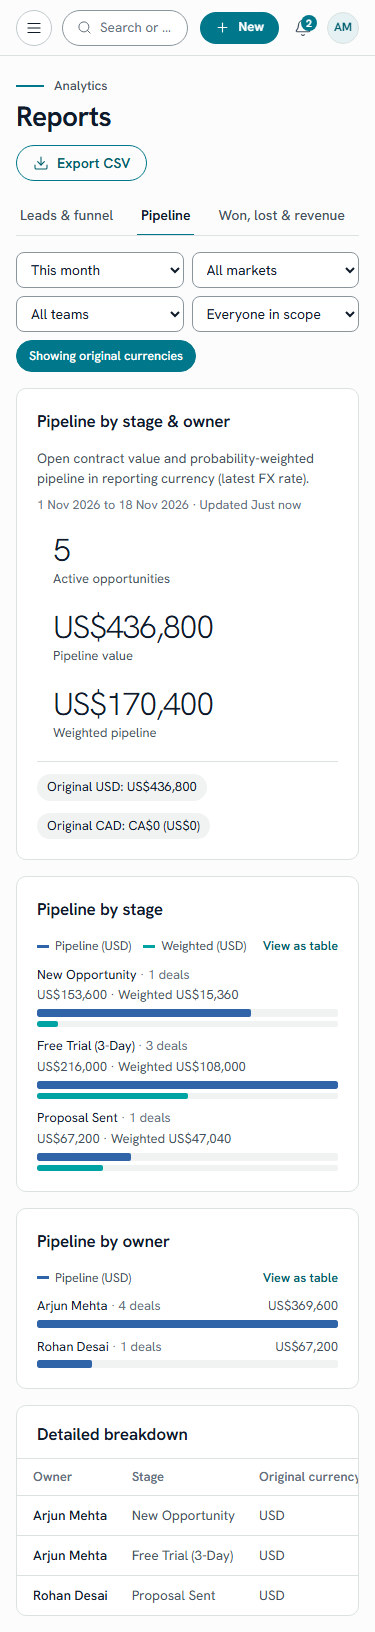 Search or ...
New
2
AM
Analytics
Reports
Export CSV
Leads & funnel
Pipeline
Won, lost & revenue
This month
All markets
All teams
Everyone in scope
Showing original currencies
Pipeline by stage & owner
Open contract value and probability-weighted
pipeline in reporting currency (latest FX rate).
1 Nov 2026 to 18 Nov 2026 · Updated Just now
5
Active opportunities
US$436,800
Pipeline value
US$170,400
Weighted pipeline
Original USD: US$436,800
Original CAD: CA$0 (US$0)
Pipeline by stage
Pipeline (USD)
Weighted (USD)
View as table
New Opportunity · 1 deals
US$153,600 · Weighted US$15,360
Free Trial (3-Day) · 3 deals
US$216,000 · Weighted US$108,000
Proposal Sent · 1 deals
US$67,200 · Weighted US$47,040
Pipeline by owner
Pipeline (USD)
View as table
Arjun Mehta · 4 deals
US$369,600
Rohan Desai · 1 deals
US$67,200
Detailed breakdown
Owner
Stage
Original currency
Arjun Mehta
New Opportunity
USD
Arjun Mehta
Free Trial (3-Day)
USD
Rohan Desai
Proposal Sent
USD